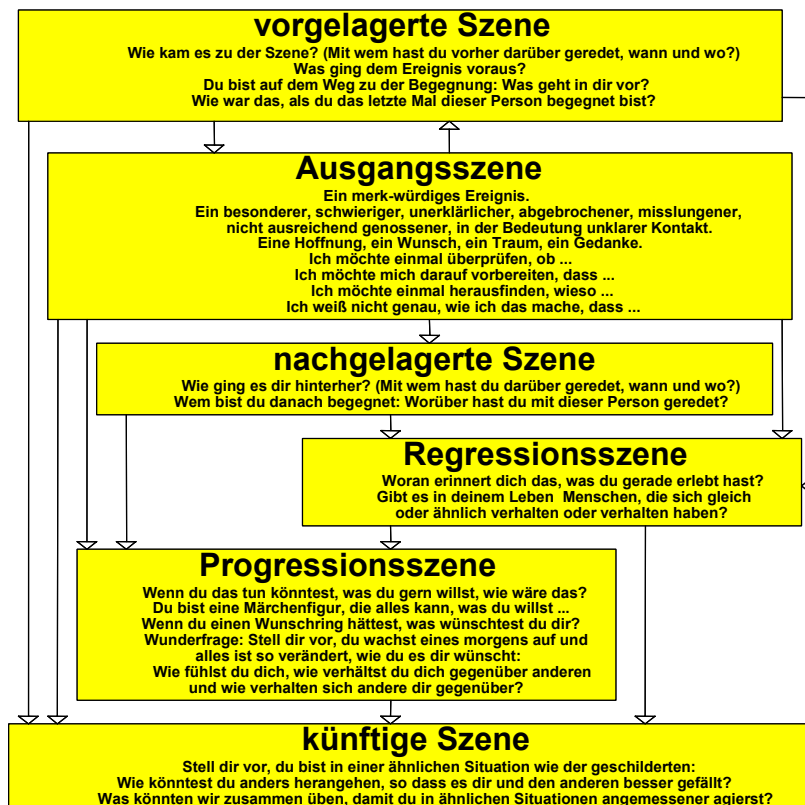 vorgelagerte Szene
Wie kam es zu der Szene? (Mit wem hast du vorher darüber geredet, wann und wo?)
Was ging dem Ereignis voraus?
Du bist auf dem Weg zu der Begegnung: Was geht in dir vor?
Wie war das, als du das letzte Mal dieser Person begegnet bist?
Ausgangsszene
Ein merk-würdiges Ereignis.
Ein besonderer, schwieriger, unerklärlicher, abgebrochener, misslungener,
nicht ausreichend genossener, in der Bedeutung unklarer Kontakt.
Eine Hoffnung, ein Wunsch, ein Traum, ein Gedanke.
Ich möchte einmal überprüfen, ob ...
Ich möchte mich darauf vorbereiten, dass ...
Ich möchte einmal herausfinden, wieso ...
Ich weiß nicht genau, wie ich das mache, dass ...
nachgelagerte Szene
Wie ging es dir hinterher? (Mit wem hast du darüber geredet, wann und wo?)
Wem bist du danach begegnet: Worüber hast du mit dieser Person geredet?
Regressionsszene
Woran erinnert dich das, was du gerade erlebt hast?
Gibt es in deinem Leben Menschen, die sich gleich
oder ähnlich verhalten oder verhalten haben?
Progressionsszene
Wenn du das tun könntest, was du gern willst, wie wäre das?
Du bist eine Märchenfigur, die alles kann, was du willst ...
Wenn du einen Wunschring hättest, was wünschtest du dir?
Wunderfrage: Stell dir vor, du wachst eines morgens auf und
alles ist so verändert, wie du es dir wünscht:
Wie fühlst du dich, wie verhältst du dich gegenüber anderen
und wie verhalten sich andere dir gegenüber?
künftige Szene
Stell dir vor, du bist in einer ähnlichen Situation wie der geschilderten:
Wie könntest du anders herangehen, so dass es dir und den anderen besser gefällt?
Was könnten wir zusammen üben, damit du in ähnlichen Situationen angemessener agierst?